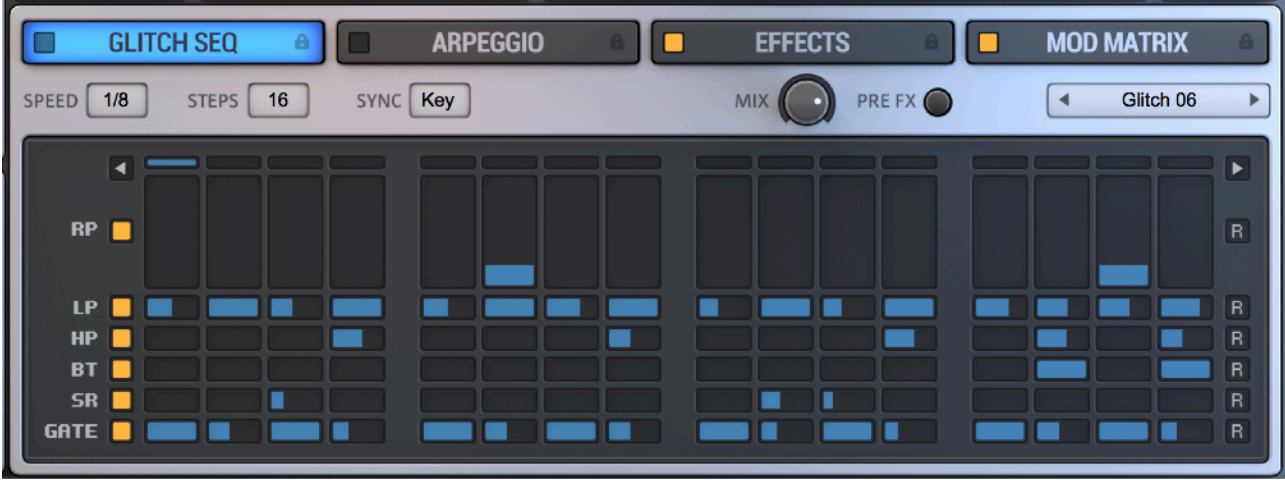 GLITCH SEQ ARPEGGIO EFFECTS MOD MATRIX
SPEED 1/8 STEPS 16 SYNC Key MIX PRE FX Glitch 06
RP R
LP R
HP R
BT R
SR R
GATE R